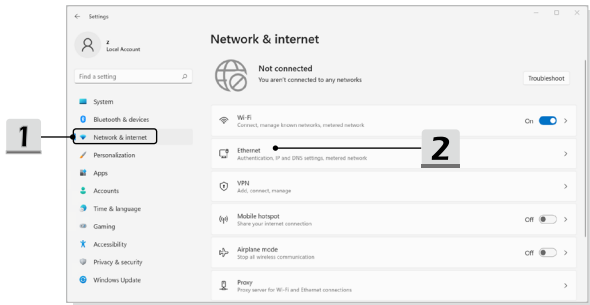 ← Settings
z
Local Account
Find a setting
System
Bluetooth & devices
1
Network & internet
Personalization
Apps
Accounts
Time & language
Gaming
Accessibility
Privacy & security
Windows Update
Network & internet
Not connected
You aren't connected to any networks
Troubleshoot
Wi-Fi
Connect, manage known networks, metered network
On
Ethernet
Authentication, IP and DNS settings, metered network
2
VPN
Add, connect, manage
Mobile hotspot
Share your internet connection
Off
Airplane mode
Stop all wireless communication
Off
Proxy
Proxy server for Wi-Fi and Ethernet connections